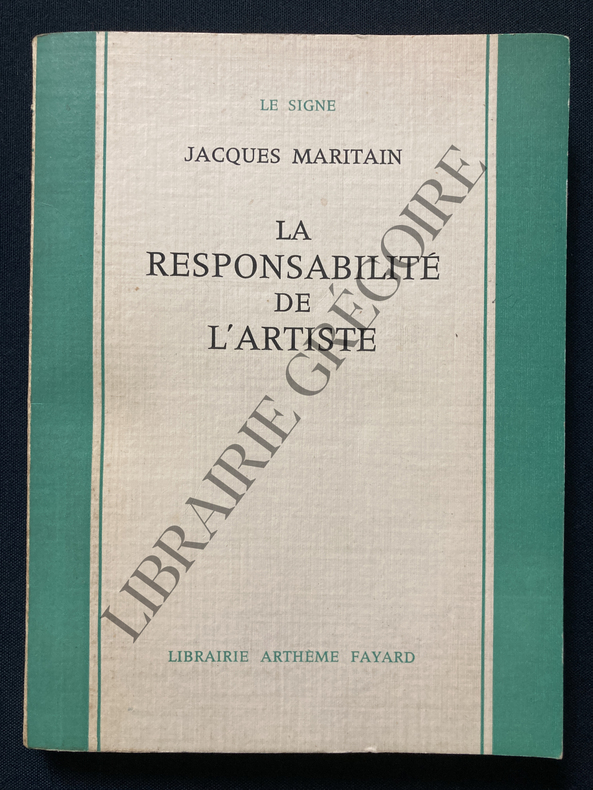 LE SIGNE
JACQUES MARITAIN
LA
RESPONSABILITÉ
DE
L'ARTISTE
LIBRAIRIE GRÉGOIRE
LIBRAIRIE ARTHÈME FAYARD